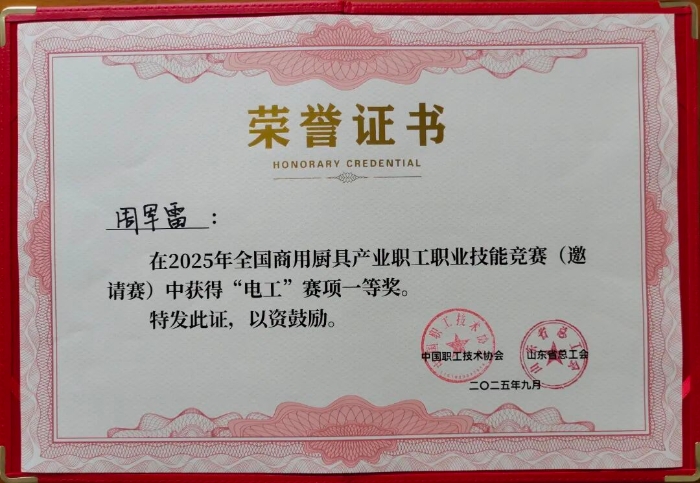 荣誉证书
HONORARY CREDENTIAL
周军雷：
在2025年全国商用厨具产业职工职业技能竞赛（邀
请赛）中获得“电工”赛项一等奖。
特发此证，以资鼓励。
中国职工技术协会 山东省总工会
二〇二五年九月